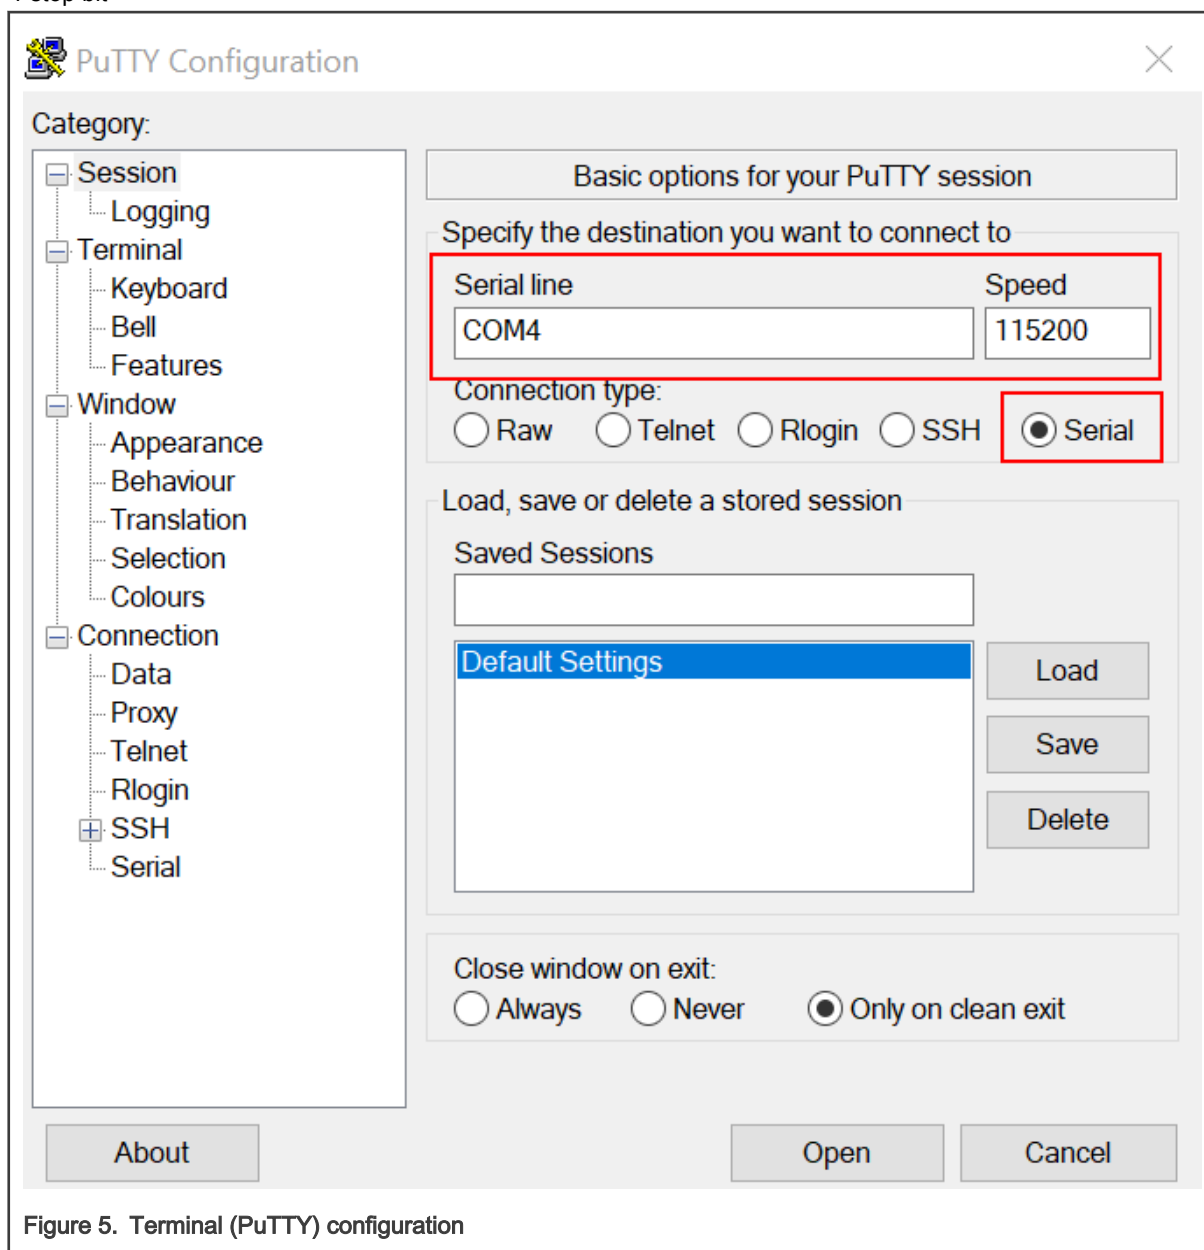 1 stop bit
PuTTY Configuration
Category:
Session
Logging
Terminal
Keyboard
Bell
Features
Window
Appearance
Behaviour
Translation
Selection
Colours
Connection
Data
Proxy
Telnet
Rlogin
SSH
Serial
Basic options for your PuTTY session
Specify the destination you want to connect to
Serial line Speed
COM4 115200
Connection type:
Raw Telnet Rlogin SSH Serial
Load, save or delete a stored session
Saved Sessions
Default Settings
Load
Save
Delete
Close window on exit:
Always Never Only on clean exit
About Open Cancel
Figure 5. Terminal (PuTTY) configuration